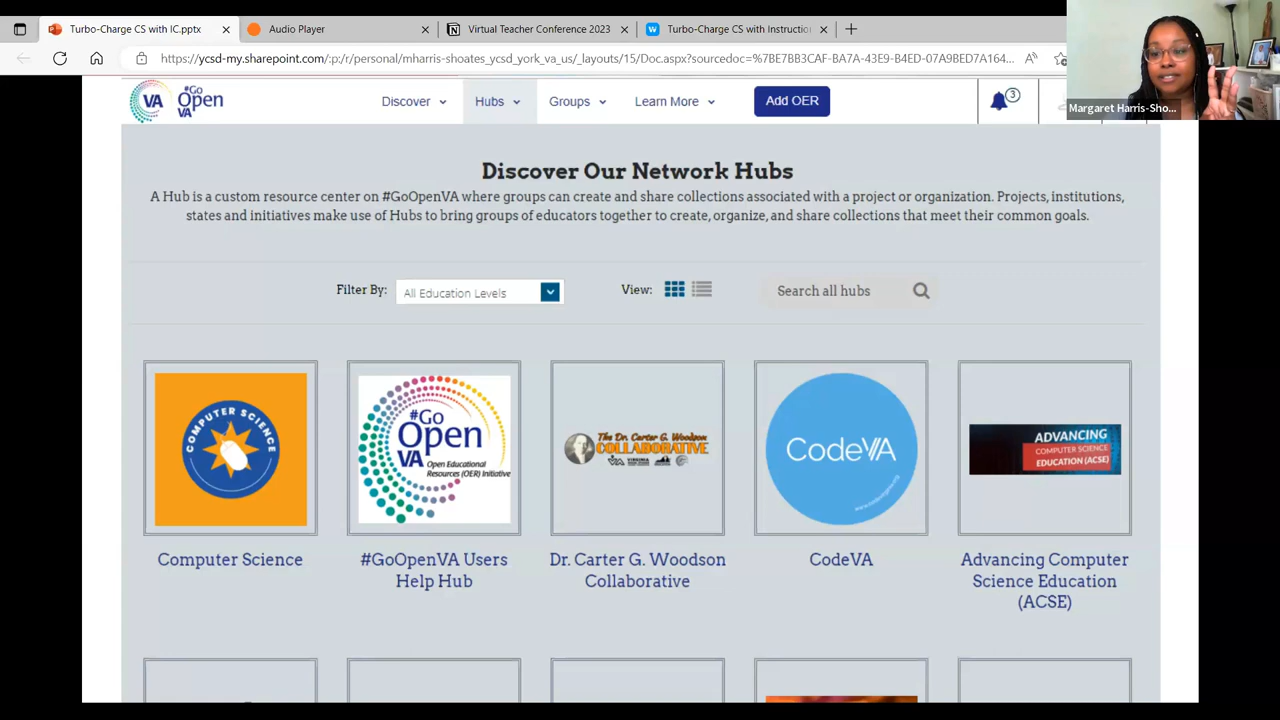 Turbo-Charge CS with IC.pptx
Audio Player
Virtual Teacher Conference 2023
Turbo-Charge CS with Instructio
https://ycsd-my.sharepoint.com/:p:/r/personal/mharris-shoates_ycsd_york_va_us/_layouts/15/Doc.aspx?sourcedoc=%7BE7BB3CAF-BA7A-43E9-B4ED-07A9BED7A164...
Margaret Harris-Sho...
VA
#Go
Open
VA
Discover
Hubs
Groups
Learn More
Add OER
3
Discover Our Network Hubs
A Hub is a custom resource center on #GoOpenVA where groups can create and share collections associated with a project or organization. Projects, institutions,
states and initiatives make use of Hubs to bring groups of educators together to create, organize, and share collections that meet their common goals.
Filter By:
All Education Levels
View:
Search all hubs
COMPUTER SCIENCE
#Go
Open
VA
Open Educational
Resources (OER) Initiative
The Dr. Carter G. Woodson
COLLABORATIVE
CodeVA
ADVANCING
COMPUTER SCIENCE
EDUCATION (ACSE)
Computer Science
#GoOpenVA Users
Help Hub
Dr. Carter G. Woodson
Collaborative
CodeVA
Advancing Computer
Science Education
(ACSE)